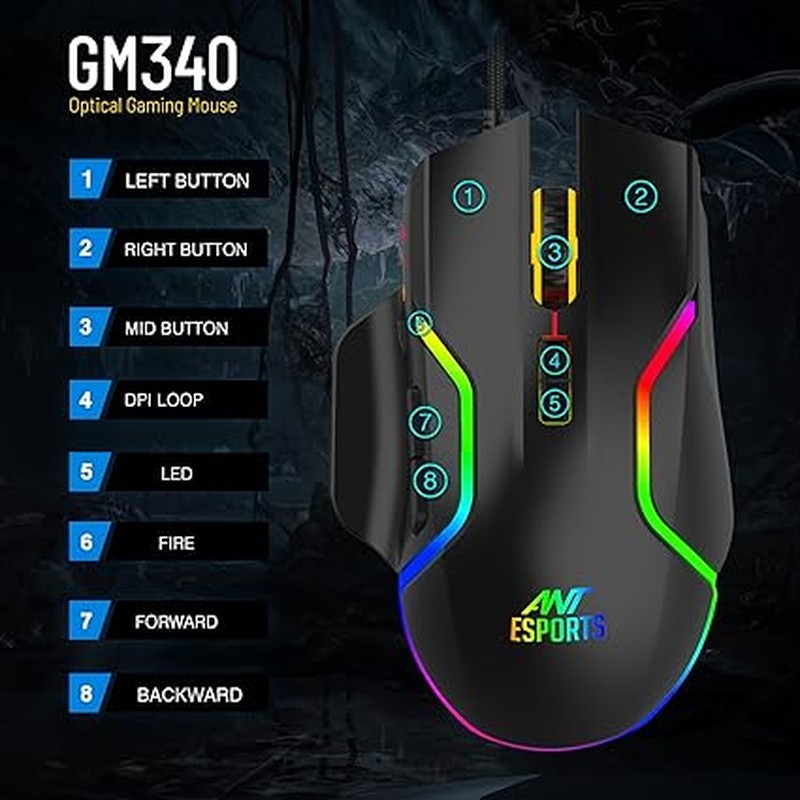 GM340
Optical Gaming Mouse
1 LEFT BUTTON
2 RIGHT BUTTON
3 MID BUTTON
4 DPI LOOP
5 LED
6 FIRE
7 FORWARD
8 BACKWARD
1
2
3
6
4
5
7
8
ANT
ESPORTS